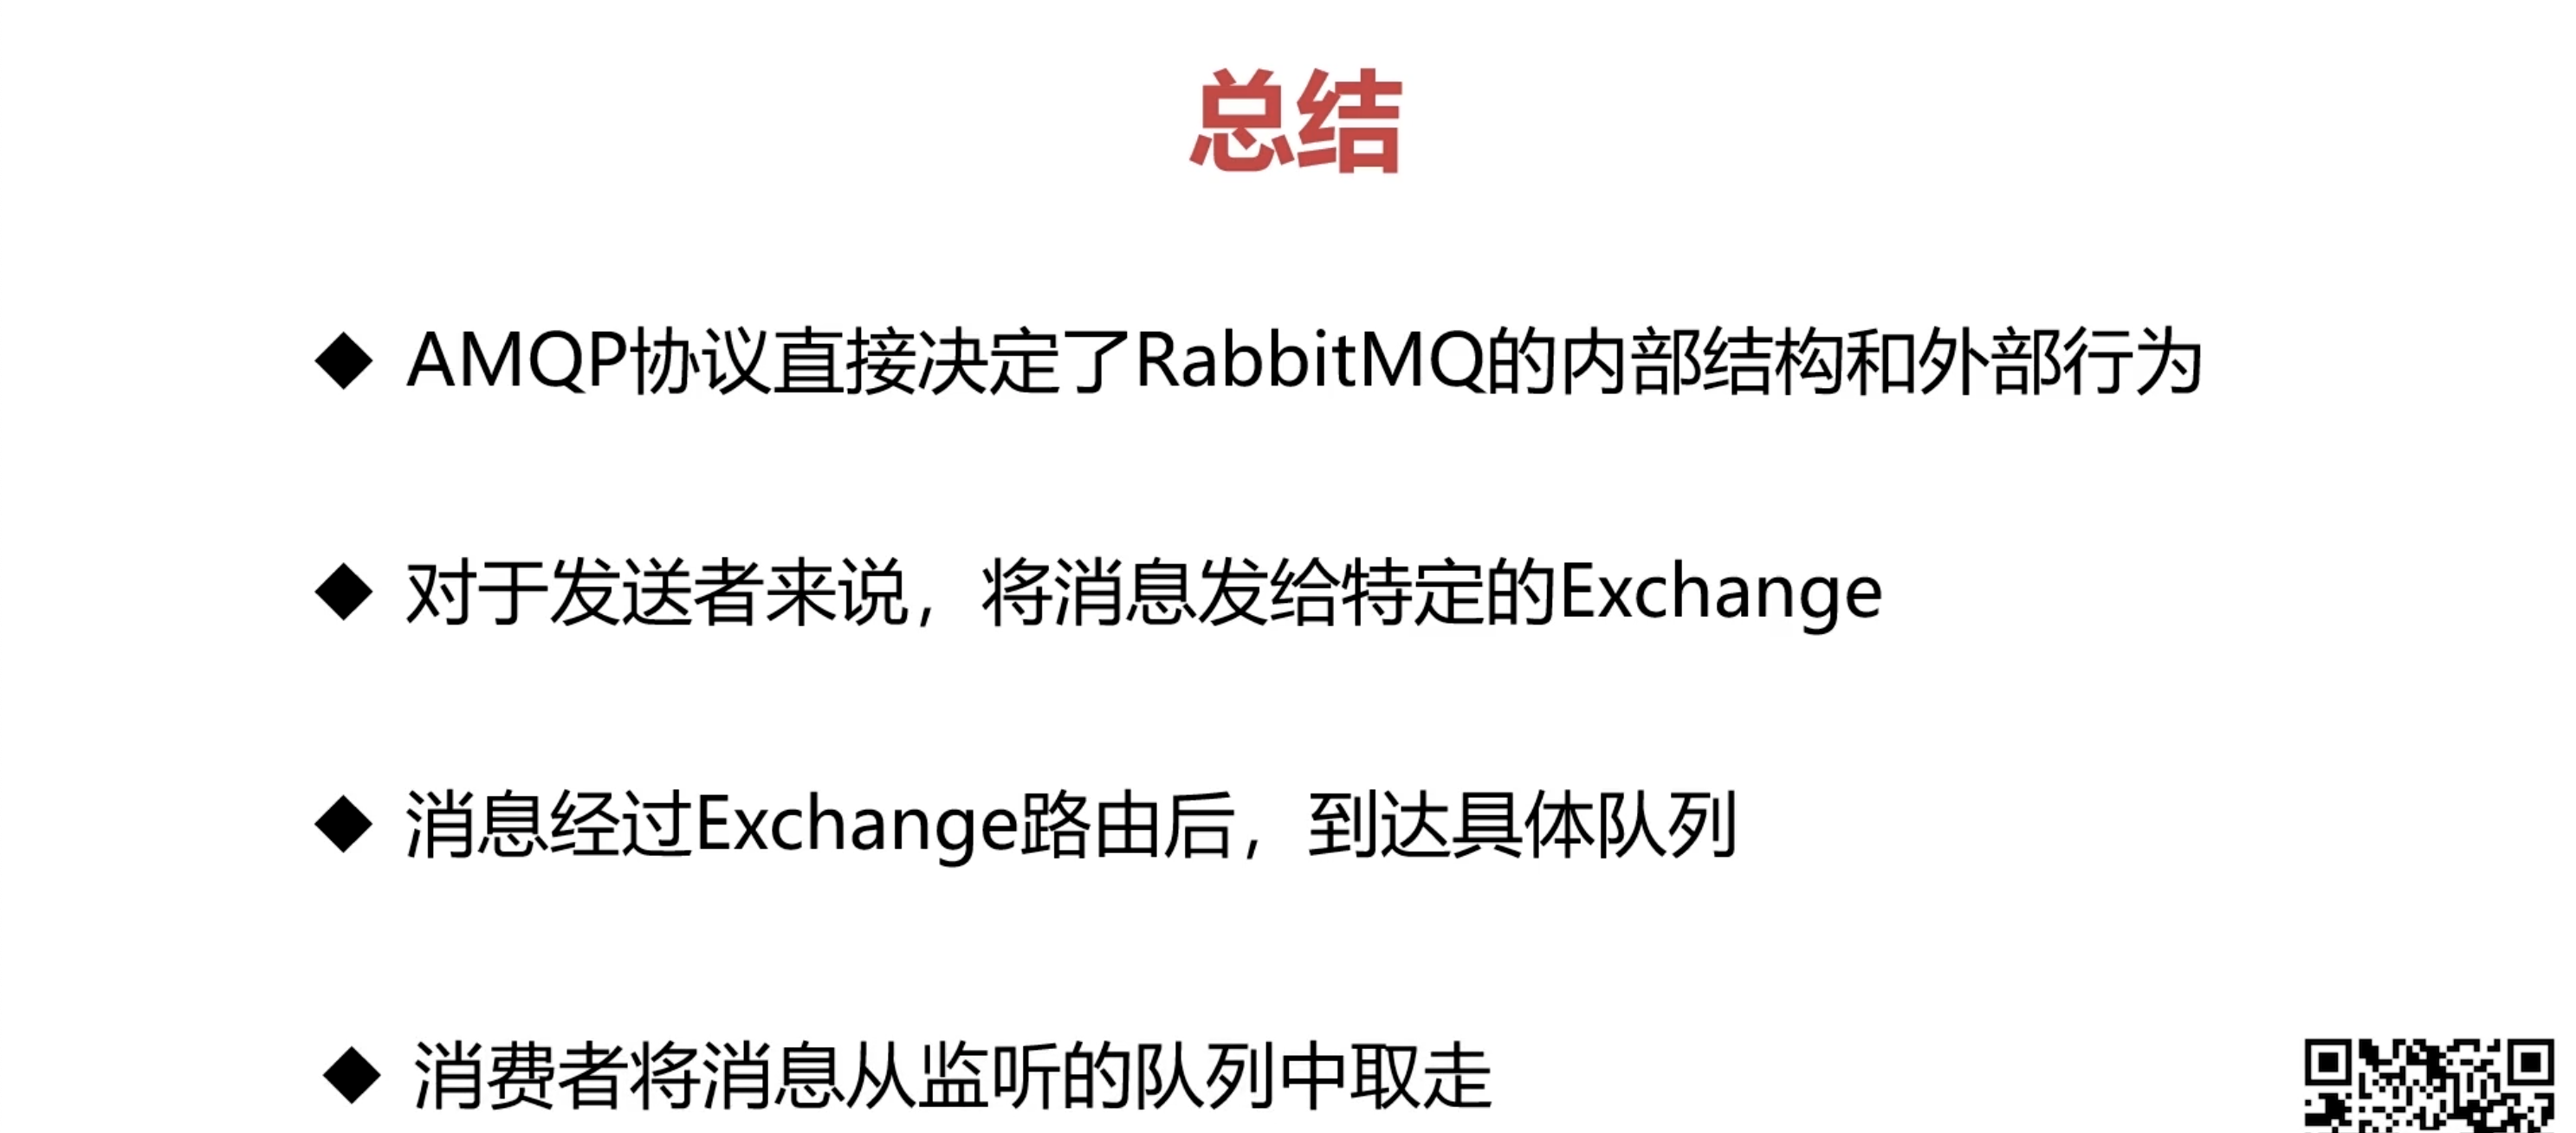 总结
◆ AMQP协议直接决定了RabbitMQ的内部结构和外部行为
◆ 对于发送者来说，将消息发给特定的Exchange
◆ 消息经过Exchange路由后，到达具体队列
◆ 消费者将消息从监听的队列中取走